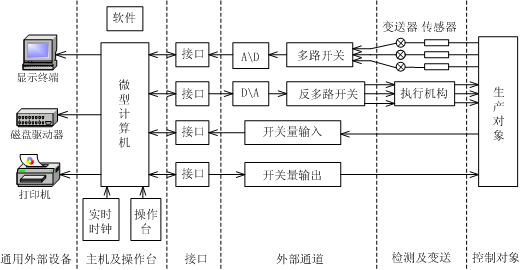 软件
变送器 传感器
接口
A\D
多路开关
显示终端
微型计算机
接口
D\A
反多路开关
执行机构
生产对象
磁盘驱动器
接口
开关量输入
接口
开关量输出
打印机
实时时钟
操作台
通用外部设备
主机及操作台
接口
外部通道
检测及变送
控制对象